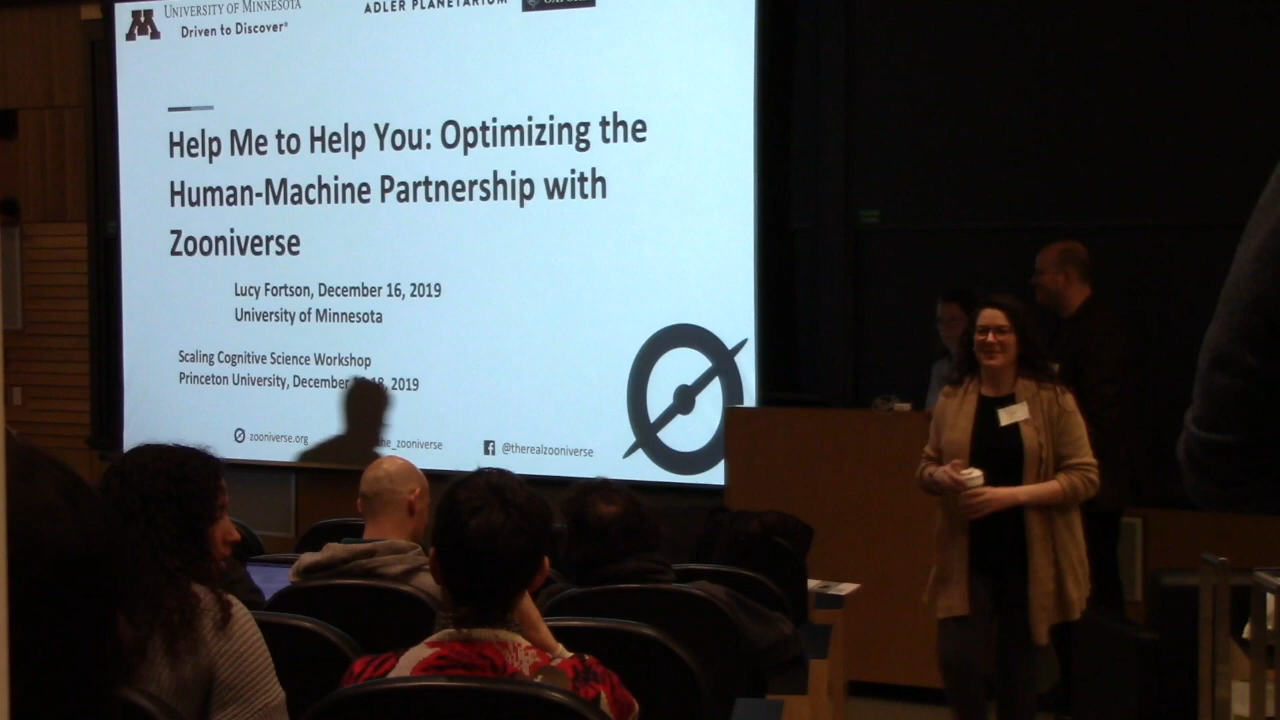 UNIVERSITY OF MINNESOTA
Driven to Discover®
ADLER PLANETARIUM
Help Me to Help You: Optimizing the
Human-Machine Partnership with
Zooniverse
Lucy Fortson, December 16, 2019
University of Minnesota
Scaling Cognitive Science Workshop
Princeton University, December 18, 2019
zooniverse.org
he_zooniverse
@therealzooniverse